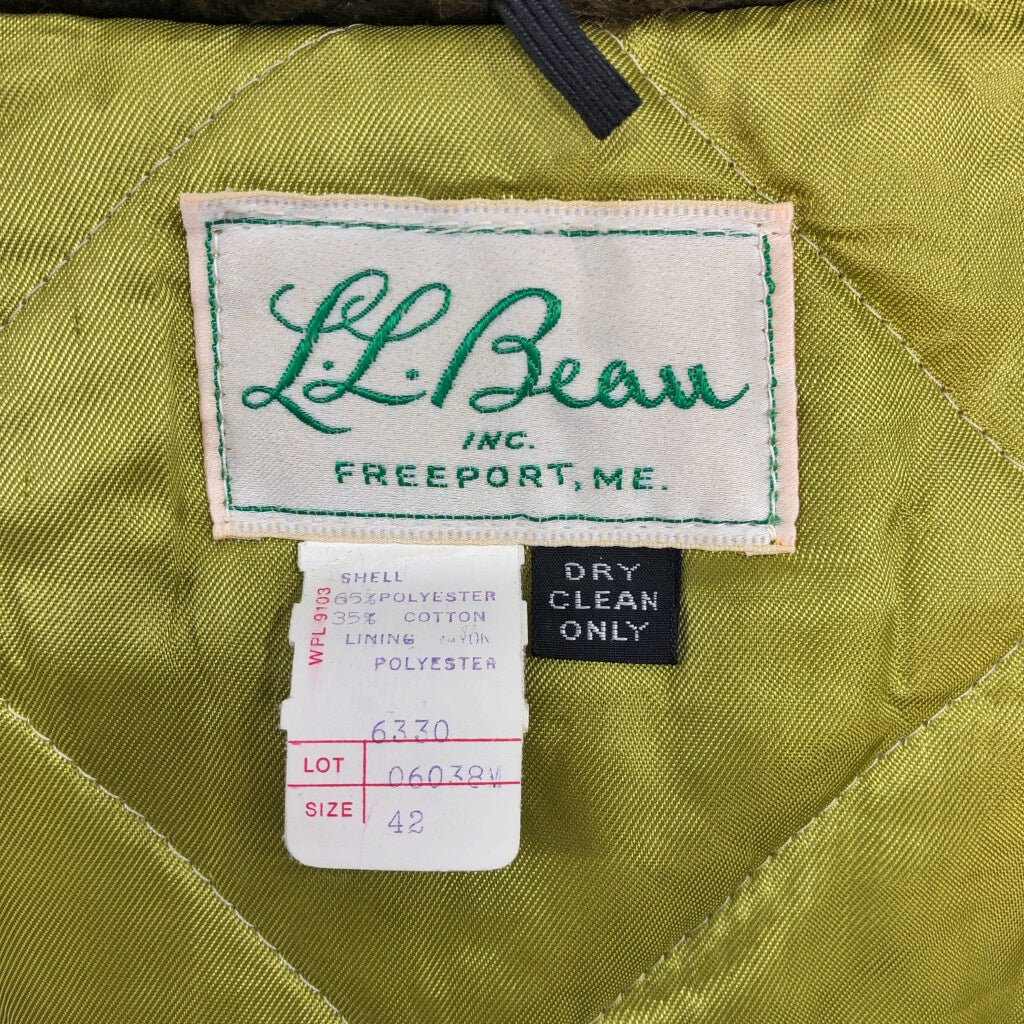 L.L.Bean
INC.
FREEPORT, ME.
DRY
CLEAN
ONLY
WPL 9103
SHELL
65% POLYESTER
35% COTTON
LINING
POLYESTER
6330
LOT 06038W
SIZE 42